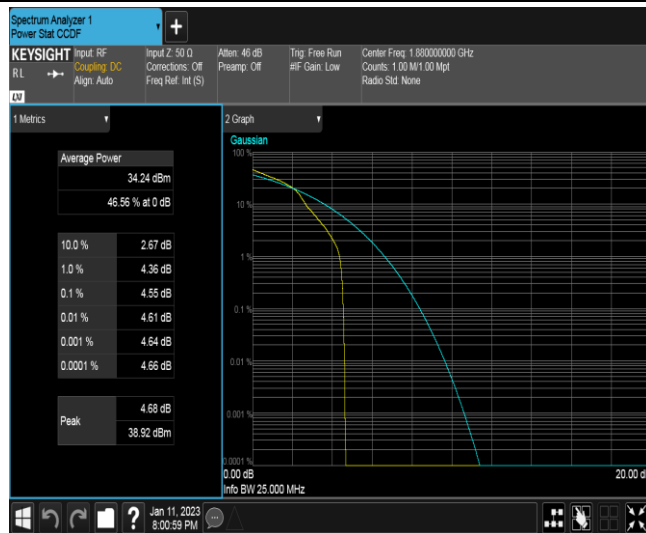 Spectrum Analyzer 1
Power Stat CCDF
+
KEYSIGHT
RL
LXI
Input: RF
Coupling: DC
Align: Auto
Input Z: 50 Ω
Corrections: Off
Freq Ref: Int (S)
Atten: 46 dB
Preamp: Off
Trig: Free Run
#IF Gain: Low
Center Freq: 1.880000000 GHz
Counts: 1.00 M/1.00 Mpt
Radio Std: None
1 Metrics
Average Power
34.24 dBm
46.56 % at 0 dB
10.0 % 2.67 dB
1.0 % 4.36 dB
0.1 % 4.55 dB
0.01 % 4.61 dB
0.001 % 4.64 dB
0.0001 % 4.66 dB
Peak
4.68 dB
38.92 dBm
2 Graph
Gaussian
100 %
10 %
1 %
0.1 %
0.01 %
0.001 %
0.0001 %
0.00 dB
20.00 d
Info BW 25.000 MHz
?
Jan 11, 2023
8:00:59 PM